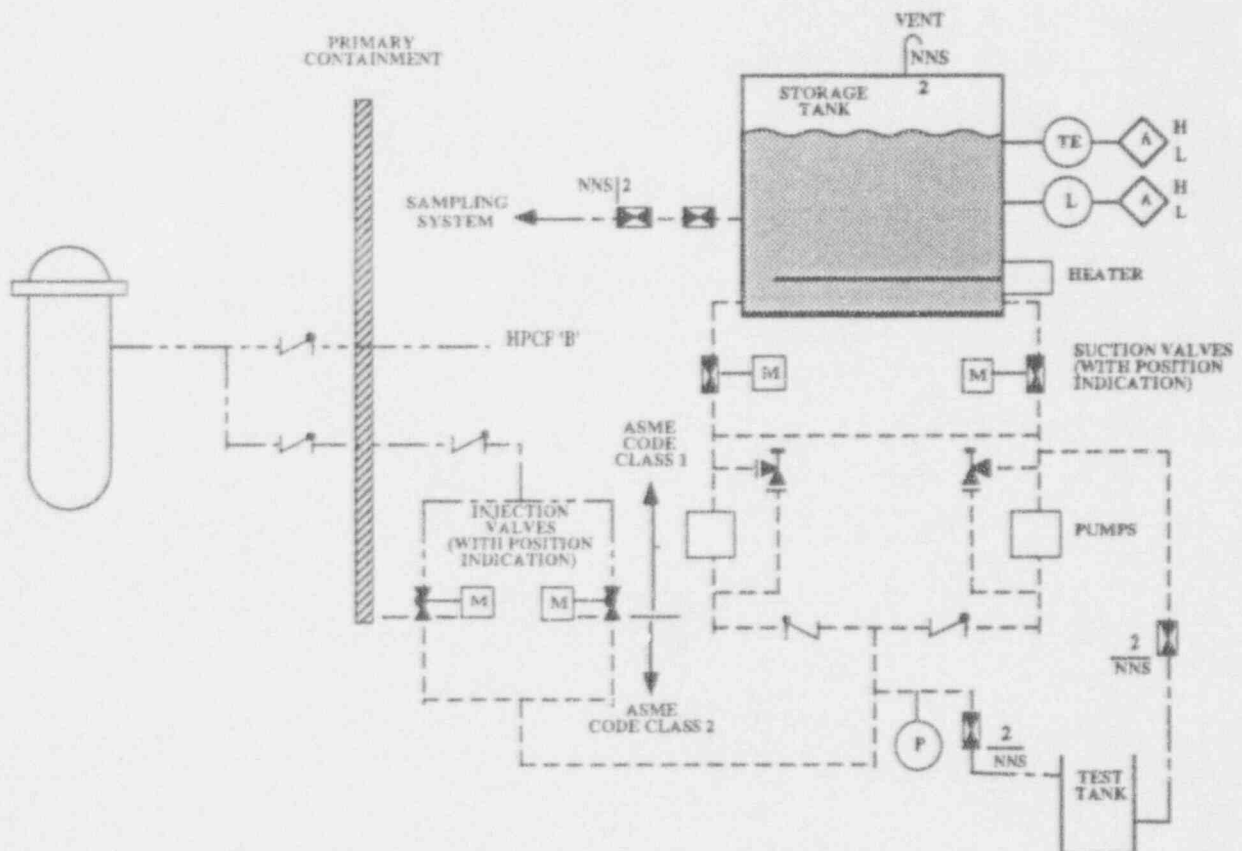 VENT
NNS
2
PRIMARY
CONTAINMENT
STORAGE
TANK
TE
A
H
L
NNS|2
SAMPLING
SYSTEM
L
A
H
L
HEATER
HPCF 'B'
M
M
SUCTION VALVES
(WITH POSITION
INDICATION)
ASME
CODE
CLASS 1
INJECTION
VALVES
(WITH POSITION
INDICATION)
PUMPS
M
M
2
NNS
ASME
CODE CLASS 2
P
2
NNS
TEST
TANK